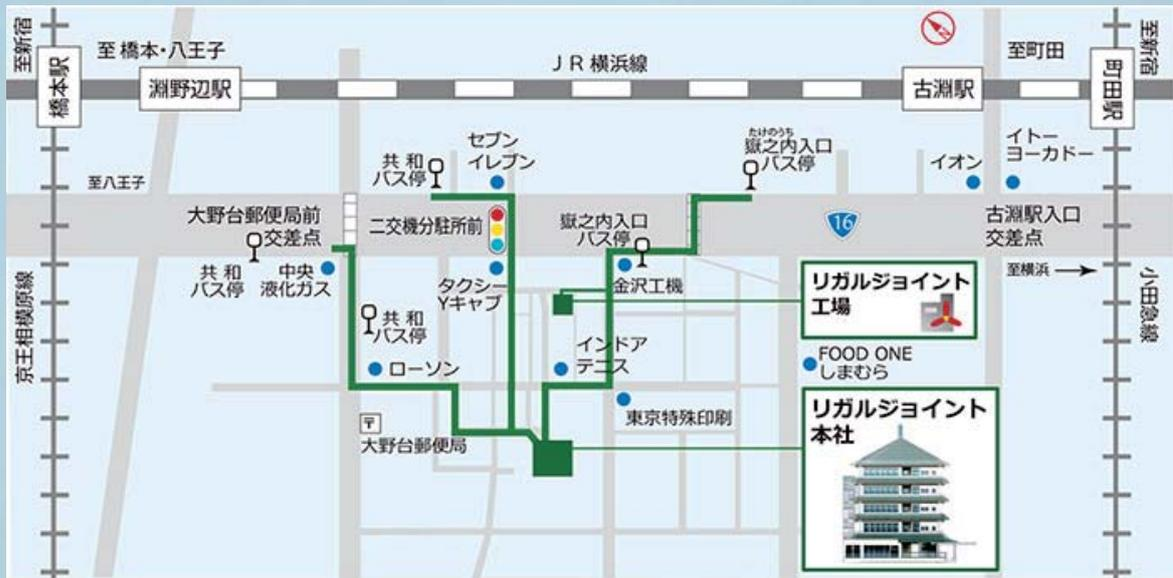 至新宿
橋本駅
京王相模原線
至 橋本・八王子
淵野辺駅
JR 横浜線
古淵駅
至町田
至新宿
町田駅
小田急線
至八王子
共 和
バス停
セブン
イレブン
たけのうち
嶽之内入口
バス停
イオン
イトー
ヨーカドー
大野台郵便局前
交差点
二交機分駐所前
嶽之内入口
バス停
16
古淵駅入口
交差点
共 和
バス停
中央
液化ガス
タクシー
Yキャブ
金沢工機
至横浜
リガルジョイント
工場
共 和
バス停
ローソン
インドア
テニス
FOOD ONE
しまむら
〒
大野台郵便局
東京特殊印刷
リガルジョイント
本社